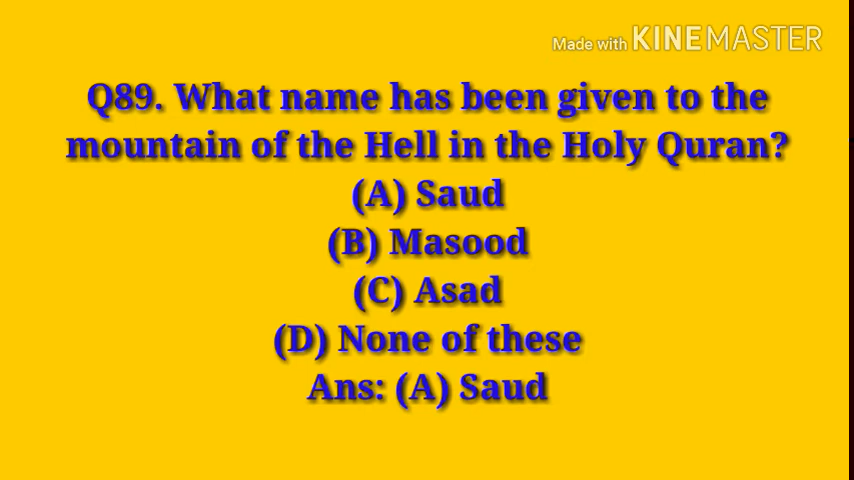 Made with KINEMASTER
Q89. What name has been given to the
mountain of the Hell in the Holy Quran?
(A) Saud
(B) Masood
(C) Asad
(D) None of these
Ans: (A) Saud